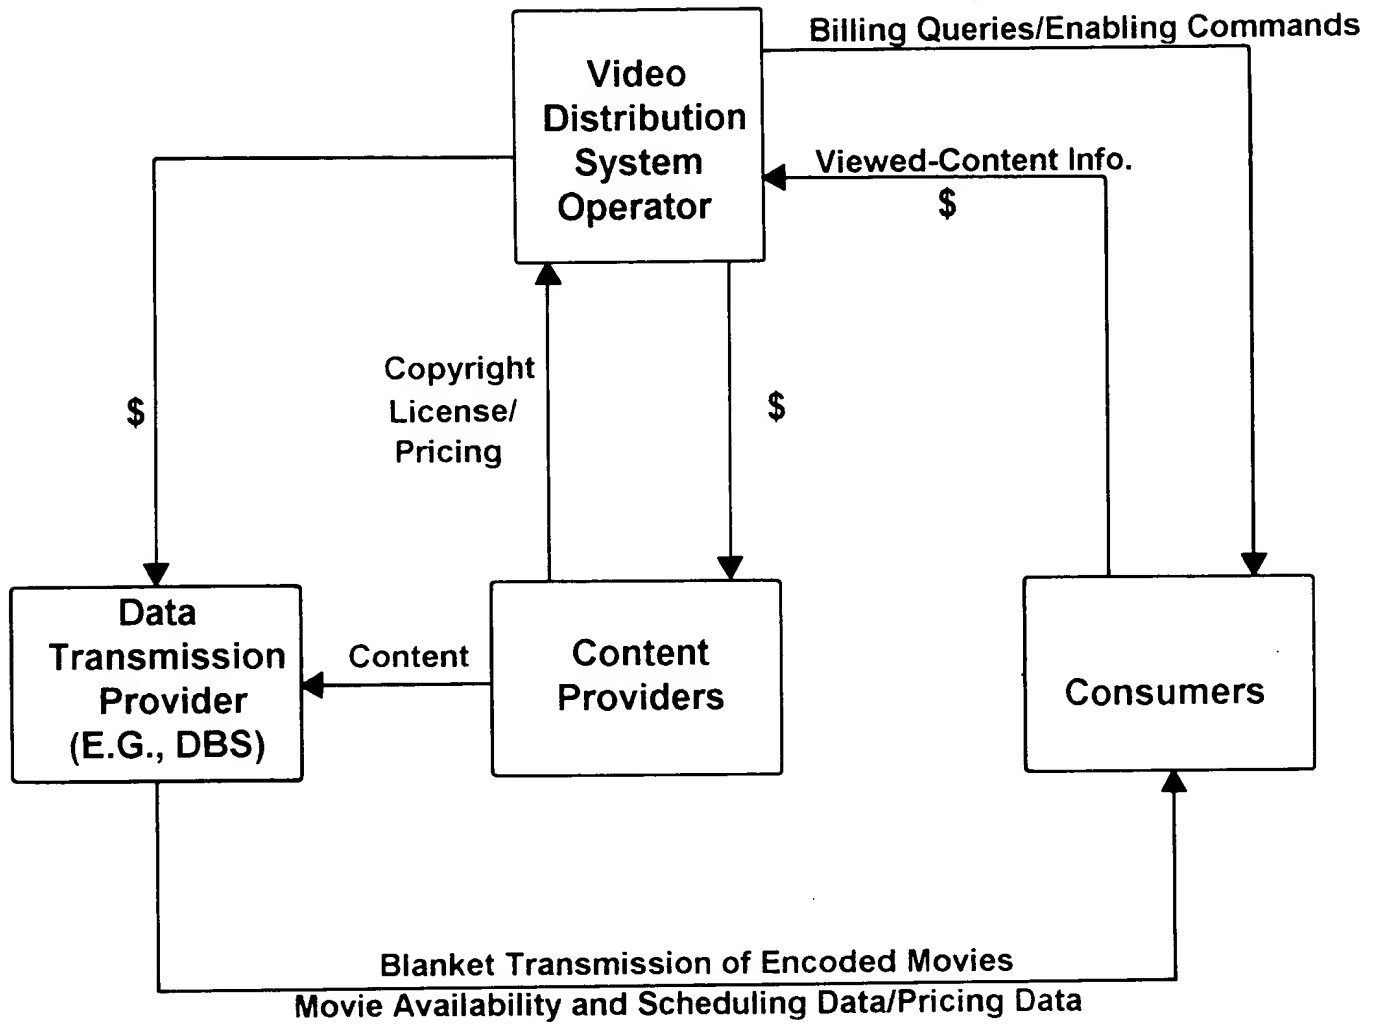 Billing Queries/Enabling Commands
Video
Distribution
System
Operator
Viewed-Content Info.
$
Copyright
License/
Pricing
$
$
Data
Transmission
Provider
(E.G., DBS)
Content
Content
Providers
Consumers
Blanket Transmission of Encoded Movies
Movie Availability and Scheduling Data/Pricing Data